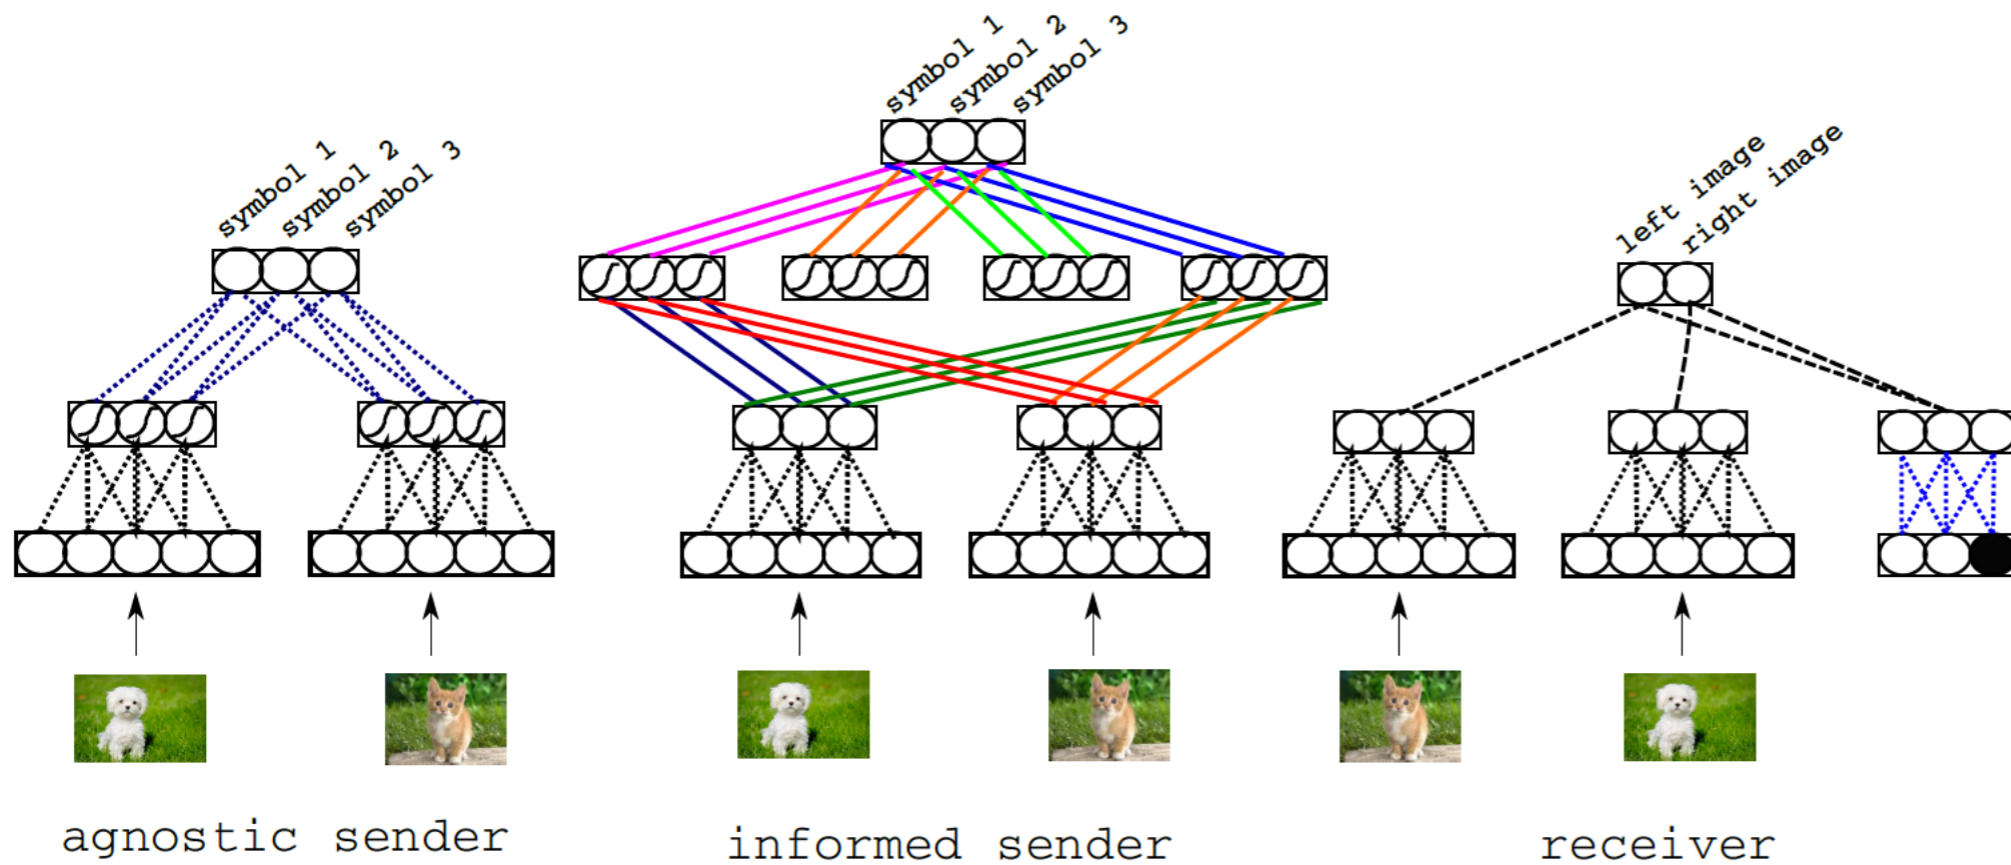 symbol 1
symbol 2
symbol 3
symbol 1
symbol 2
symbol 3
left image
right image
agnostic sender
informed sender
receiver